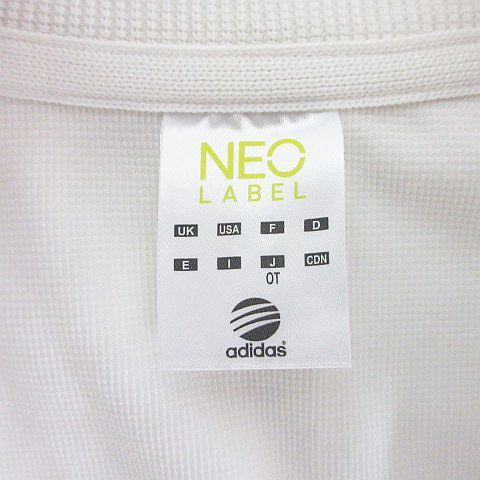 NEO
LABEL
UK USA F D
E I J CDN
OT
adidas